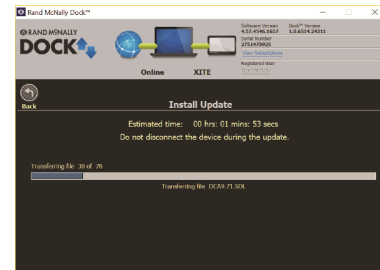 Rand McNally Dock™
RAND MCNALLY
DOCK
Online
XITE
Software Version
4.57.4546.1617
Dock™ Version
1.0.6514.24211
Serial Number
2751475925
View Subscriptions
Registered User
Back
Install Update
Estimated time: 00 hrs: 01 mins: 53 secs
Do not disconnect the device during the update.
Transferring file 38 of 78
Transferring file DCA9.71.SDL